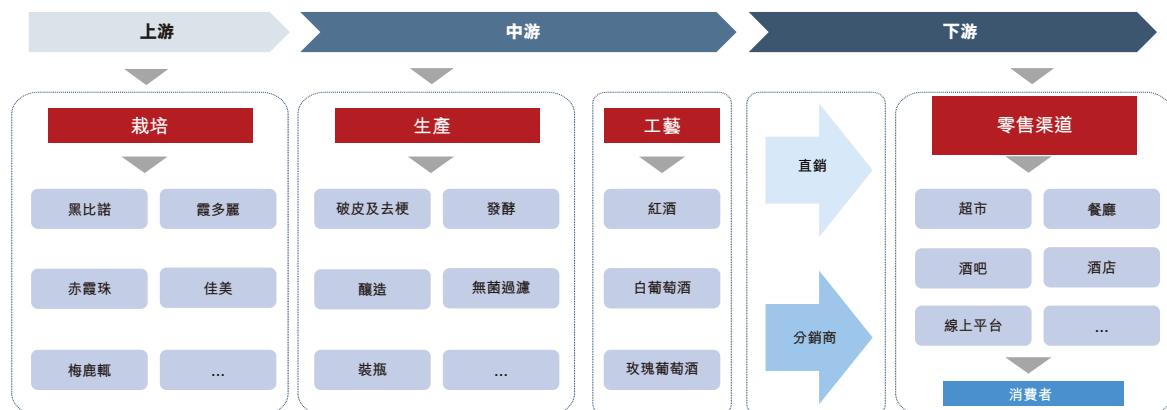 上游
中游
下游
栽培
生產
工藝
零售渠道
直銷
黑比諾
霞多麗
破皮及去梗
發酵
紅酒
超市
餐廳
赤霞珠
佳美
釀造
無菌過濾
白葡萄酒
酒吧
酒店
分銷商
線上平台
...
梅鹿輒
...
裝瓶
...
玫瑰葡萄酒
消費者